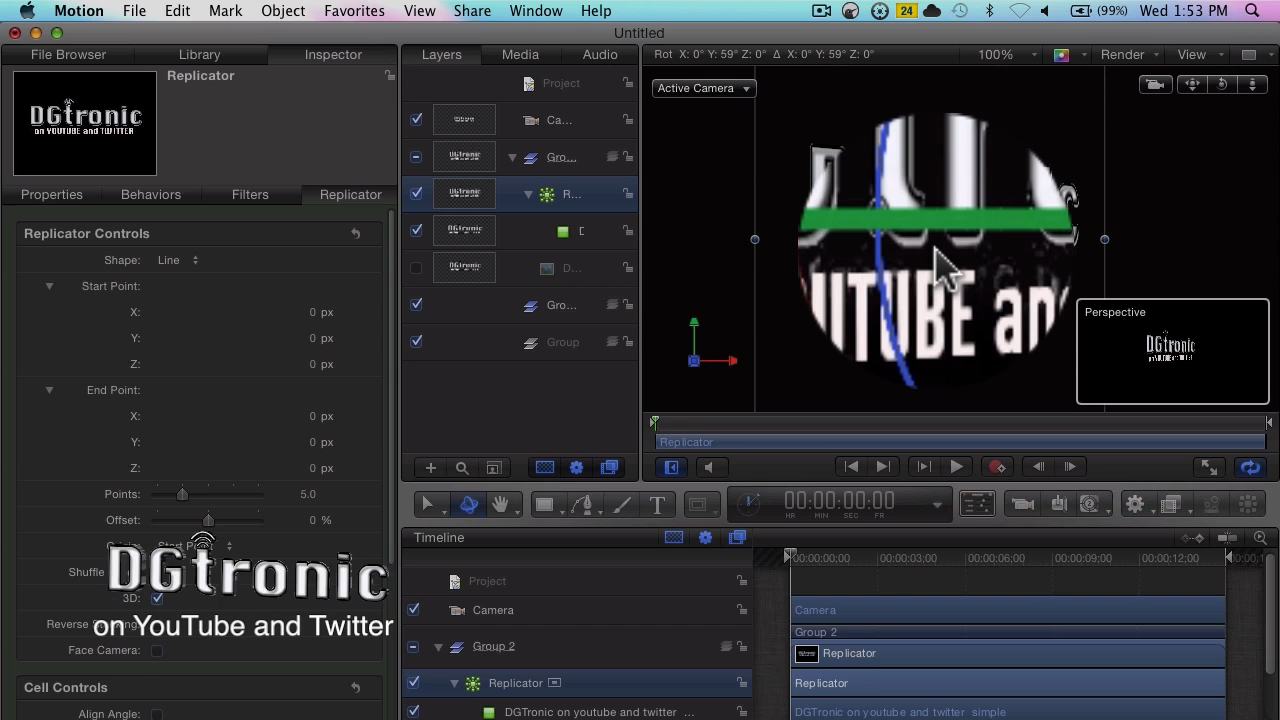 Motion File Edit Mark Object Favorites View Share Window Help 24 (99%) Wed 1:53 PM
Untitled
File Browser Library Inspector Layers Media Audio Rot X: 0° Y: 59° Z: 0° Δ X: 0° Y: 59° Z: 0° 100% Render View
Replicator
DGtronic
on YOUTUBE and TWITTER
Properties Behaviors Filters Replicator
Replicator Controls
Shape: Line
Start Point:
X: 0 px
Y: 0 px
Z: 0 px
End Point:
X: 0 px
Y: 0 px
Z: 0 px
Points: 5.0
Offset: 0 %
Start
Shuffle
3D:
Reverse
Face Camera:
Cell Controls
Align Angle:
DGtronic
on YouTube and Twitter
Project
Ca...
Gro...
R...
D...
Gro...
Group
Active Camera
UTUBE an
Perspective
DGtronic
Replicator
00:00:00:00
HR MIN SEC FR
Timeline
00:00:00;00 00:00:03;00 00:00:06;00 00:00:09;00 00:00:12;00
Project
Camera Camera
Group 2 Group 2
Replicator
Replicator Replicator
DGTronic on youtube and twitter ... DGTronic on youtube and twitter simple